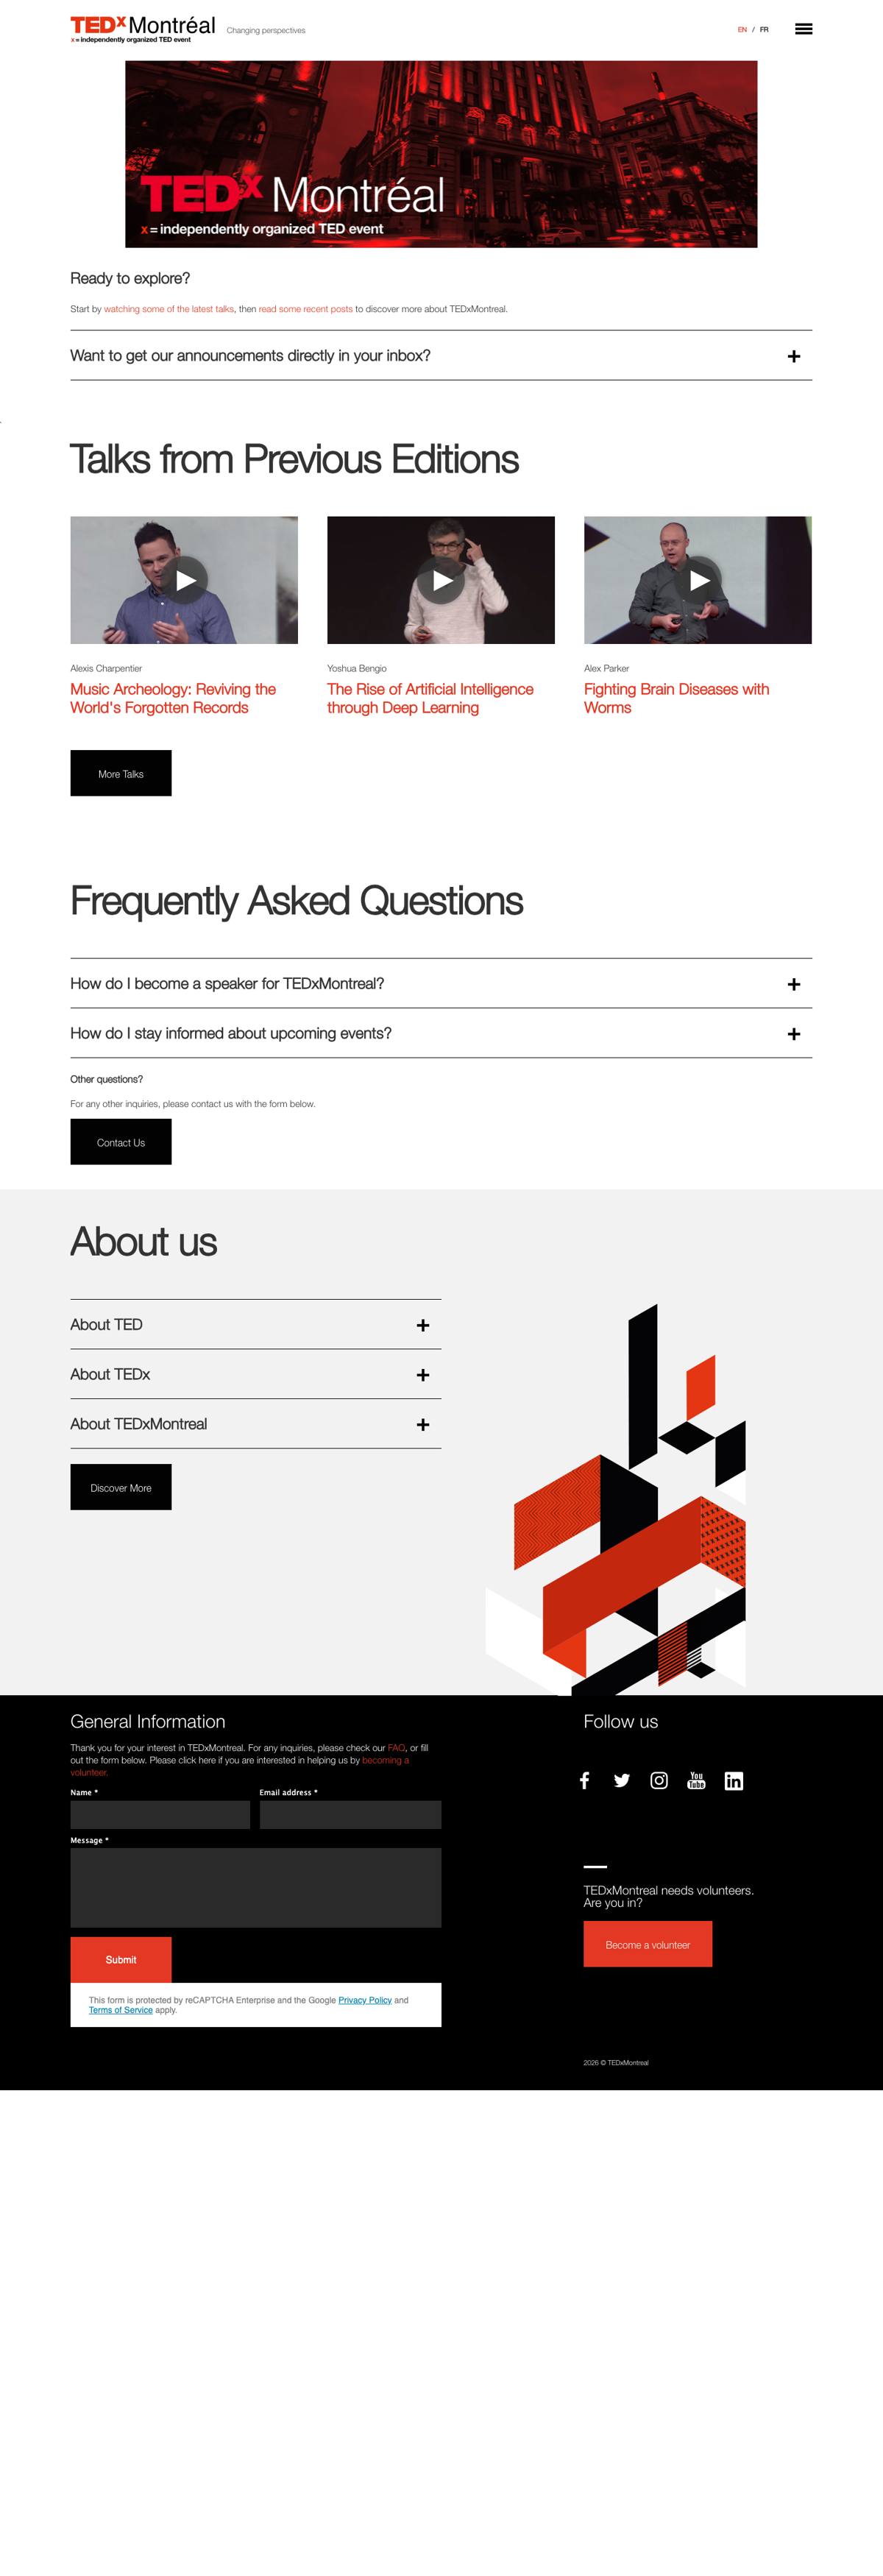 TEDx Montréal
x = independently organized TED event
Changing perspectives
EN / FR
TEDx Montréal
x = independently organized TED event
Ready to explore?
Start by watching some of the latest talks, then read some recent posts to discover more about TEDxMontreal.
Want to get our announcements directly in your inbox?
Talks from Previous Editions
Alexis Charpentier
Music Archeology: Reviving the
World's Forgotten Records
Yoshua Bengio
The Rise of Artificial Intelligence
through Deep Learning
Alex Parker
Fighting Brain Diseases with
Worms
More Talks
Frequently Asked Questions
How do I become a speaker for TEDxMontreal?
How do I stay informed about upcoming events?
Other questions?
For any other inquiries, please contact us with the form below.
Contact Us
About us
About TED
About TEDx
About TEDxMontreal
Discover More
General Information
Thank you for your interest in TEDxMontreal. For any inquiries, please check our FAQ, or fill
out the form below. Please click here if you are interested in helping us by becoming a
volunteer.
Name *
Email address *
Message *
Submit
This form is protected by reCAPTCHA Enterprise and the Google Privacy Policy and
Terms of Service apply.
Follow us
You
Tube
in
TEDxMontreal needs volunteers.
Are you in?
Become a volunteer
2026 © TEDxMontreal